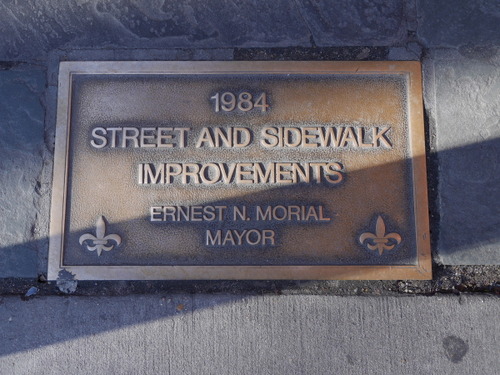 1984
STREET AND SIDEWALK
IMPROVEMENTS
ERNEST N. MORIAL
MAYOR